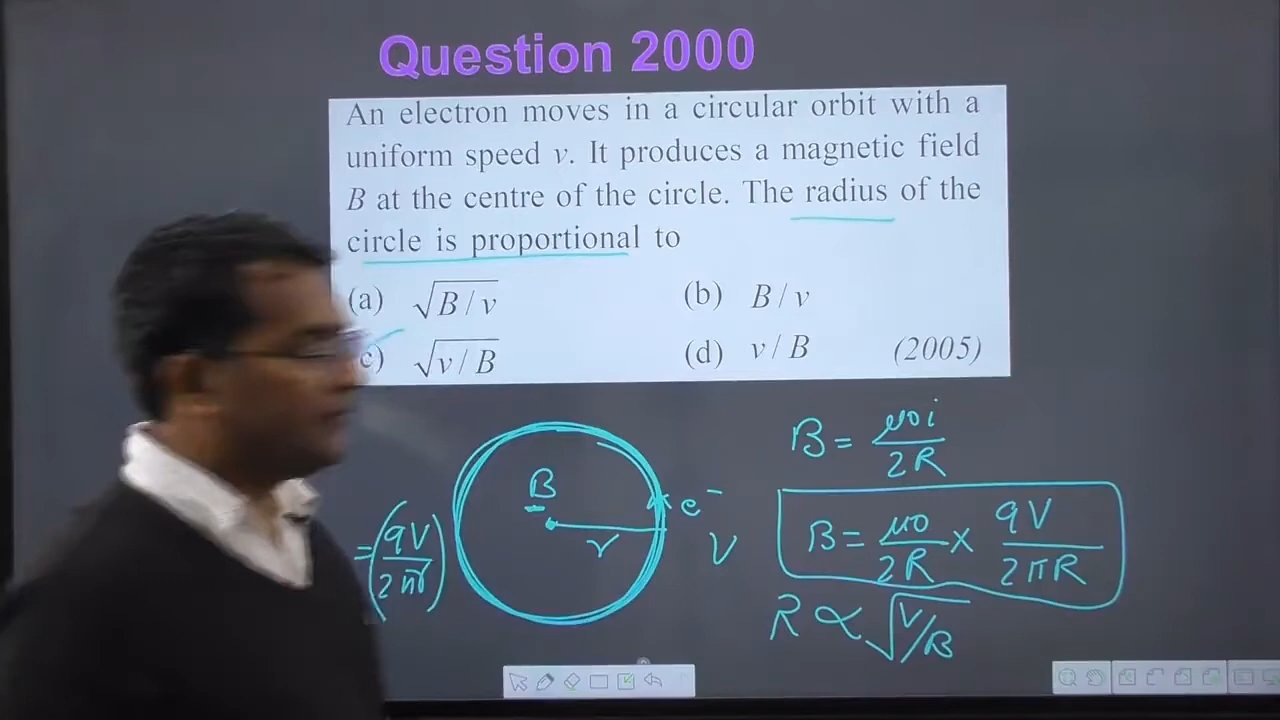 Question 2000
An electron moves in a circular orbit with a
uniform speed v. It produces a magnetic field
B at the centre of the circle. The radius of the
circle is proportional to
(a) √B / v (b) B / v
c) √v / B (d) v / B (2005)
B = μ0i / 2R
B
e⁻
= (qV / 2πr)
r
V
B = μ0 / 2R × qV / 2πR
R ∝ √V/B